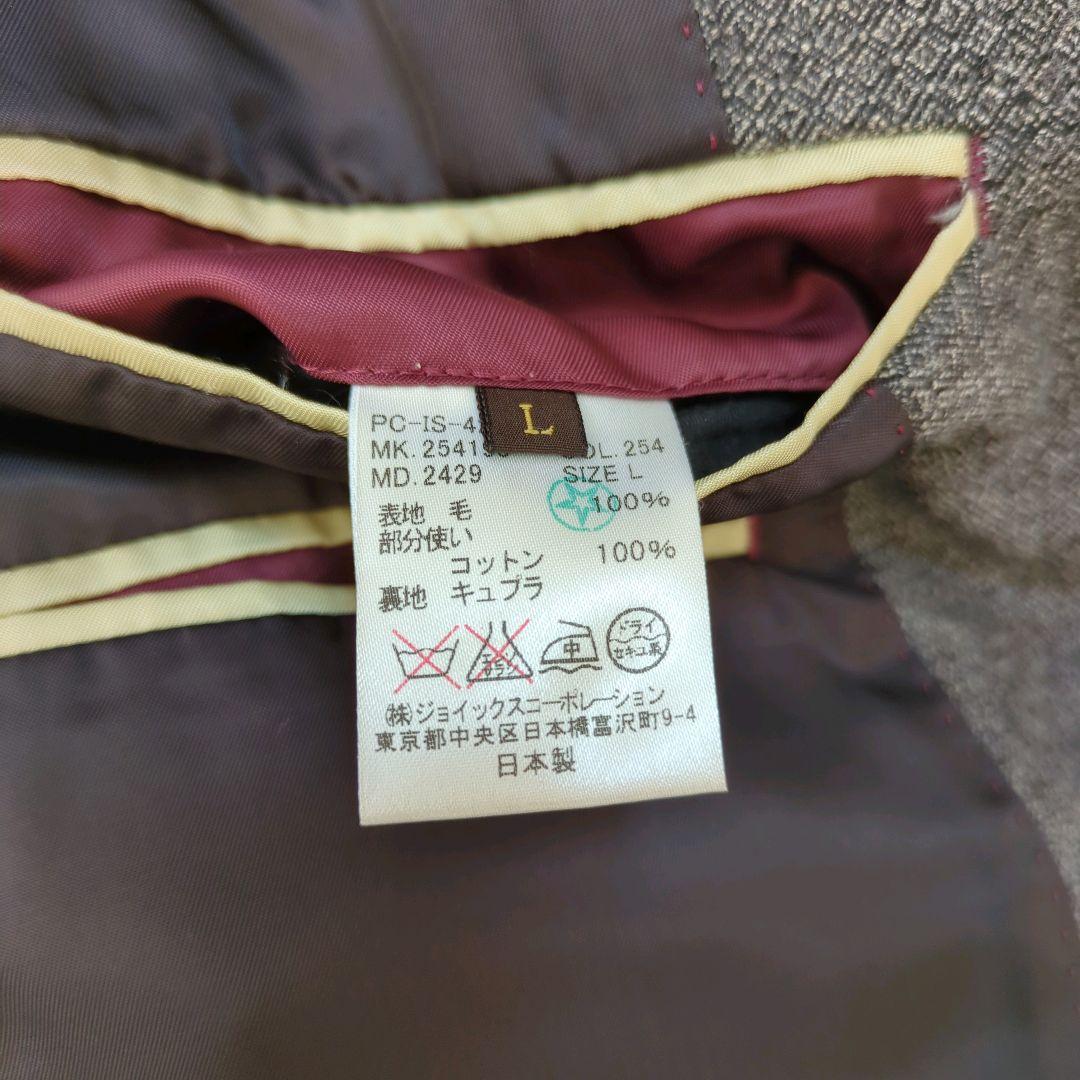 L
PC-IS-4
MK. 25419 COL. 254
MD. 2429 SIZE L
表地 毛 100%
部分使い
コットン 100%
裏地 キュプラ
中
ドライ
セキユ系
(株)ジョイックスコーポレーション
東京都中央区日本橋富沢町9-4
日本製